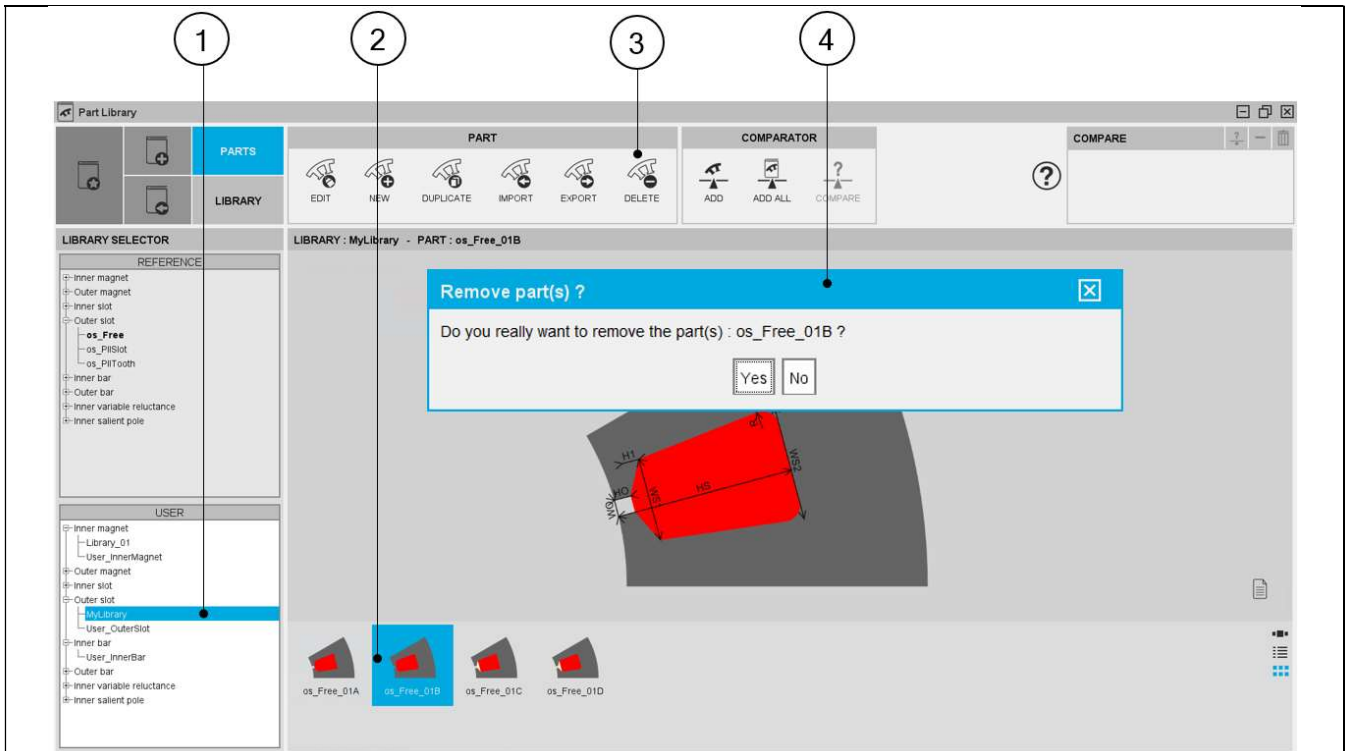 1 2 3 4
Part Library
PARTS
LIBRARY
PART
EDIT NEW DUPLICATE IMPORT EXPORT DELETE
COMPARATOR
ADD ADD ALL COMPARE
?
COMPARE
LIBRARY SELECTOR
REFERENCE
Inner magnet
Outer magnet
Inner slot
Outer slot
os_Free
os_PllSlot
os_PllTooth
Inner bar
Outer bar
Inner variable reluctance
Inner salient pole
USER
Inner magnet
Library_01
User_InnerMagnet
Outer magnet
Inner slot
Outer slot
MyLibrary
User_OuterSlot
Inner bar
User_InnerBar
Outer bar
Inner variable reluctance
Inner salient pole
LIBRARY : MyLibrary - PART : os_Free_01B
Remove part(s) ?
Do you really want to remove the part(s) : os_Free_01B ?
Yes No
H1
HO
WO
HS
WS2
os_Free_01A os_Free_01B os_Free_01C os_Free_01D